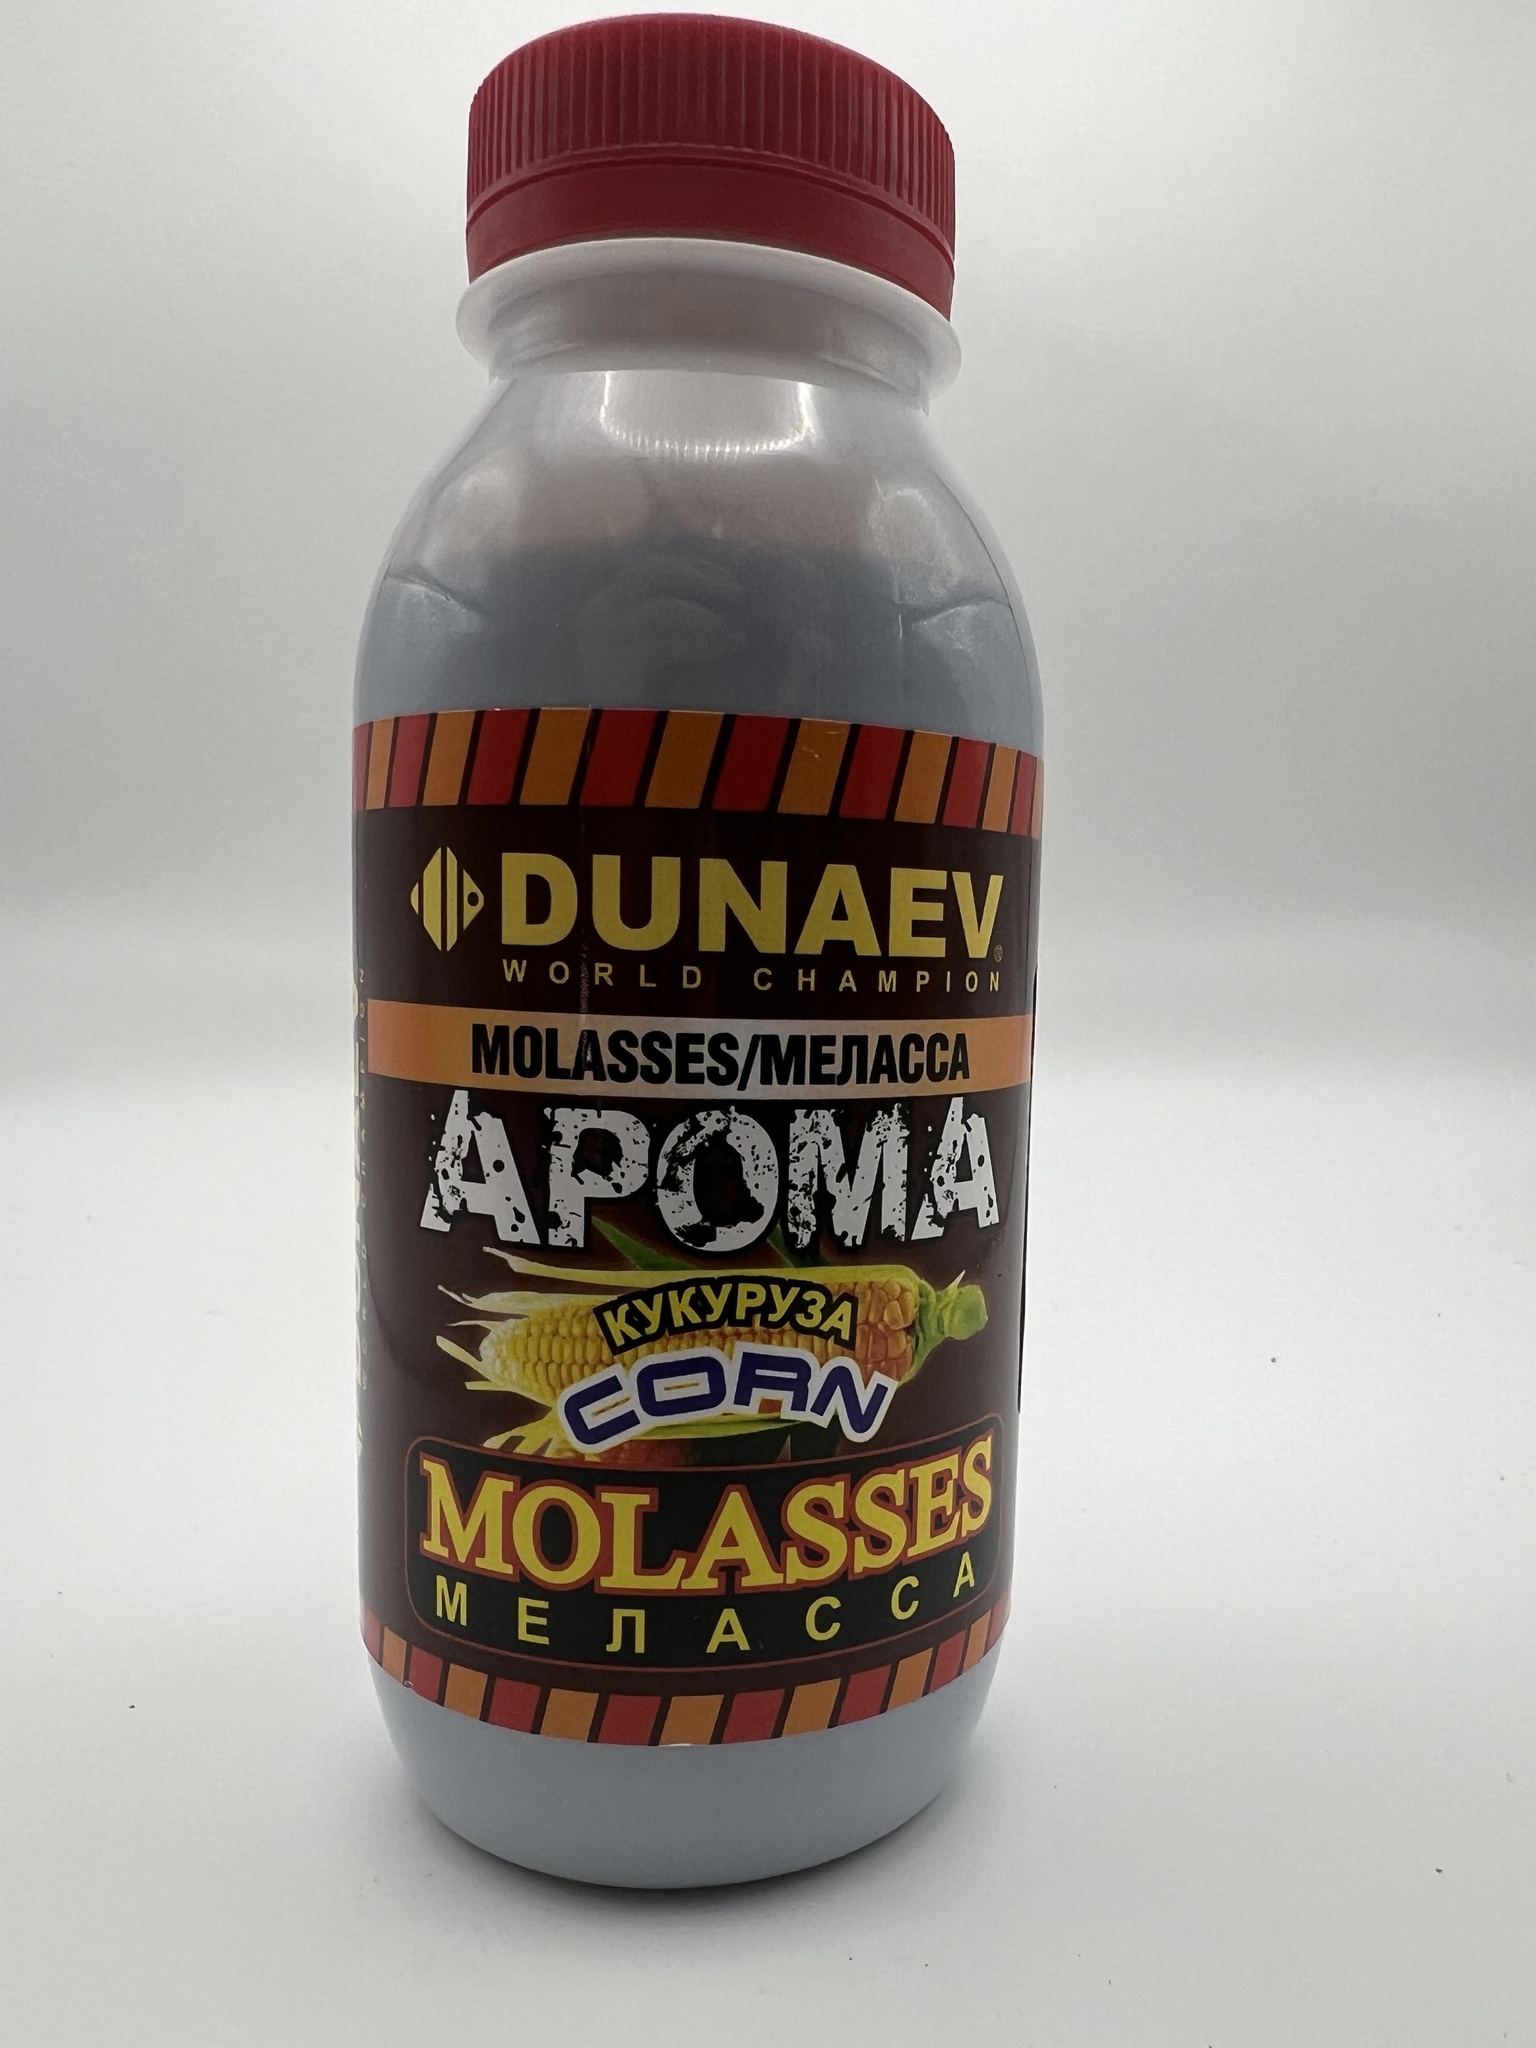 DUNAEV
WORLD CHAMPION
MOLASSES/МЕЛАССА
АРОМА
КУКУРУЗА
CORN
MOLASSES
МЕЛАССА